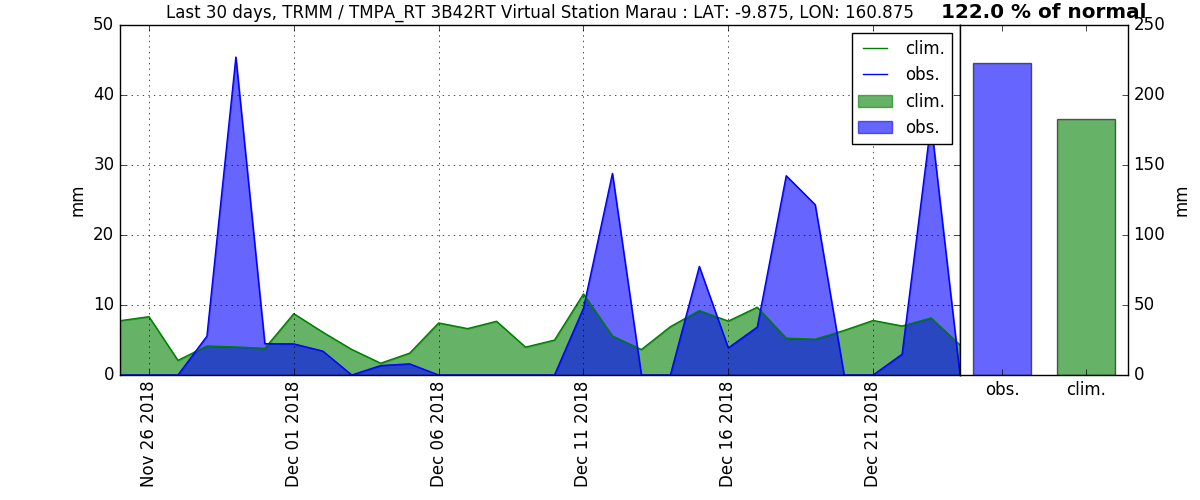 Last 30 days, TRMM / TMPA_RT 3B42RT Virtual Station Marau : LAT: -9.875, LON: 160.875
122.0 % of normal
clim.
obs.
clim.
obs.
50
40
30
20
10
0
mm
Nov 26 2018
Dec 01 2018
Dec 06 2018
Dec 11 2018
Dec 16 2018
Dec 21 2018
250
200
150
100
50
0
mm
obs.
clim.